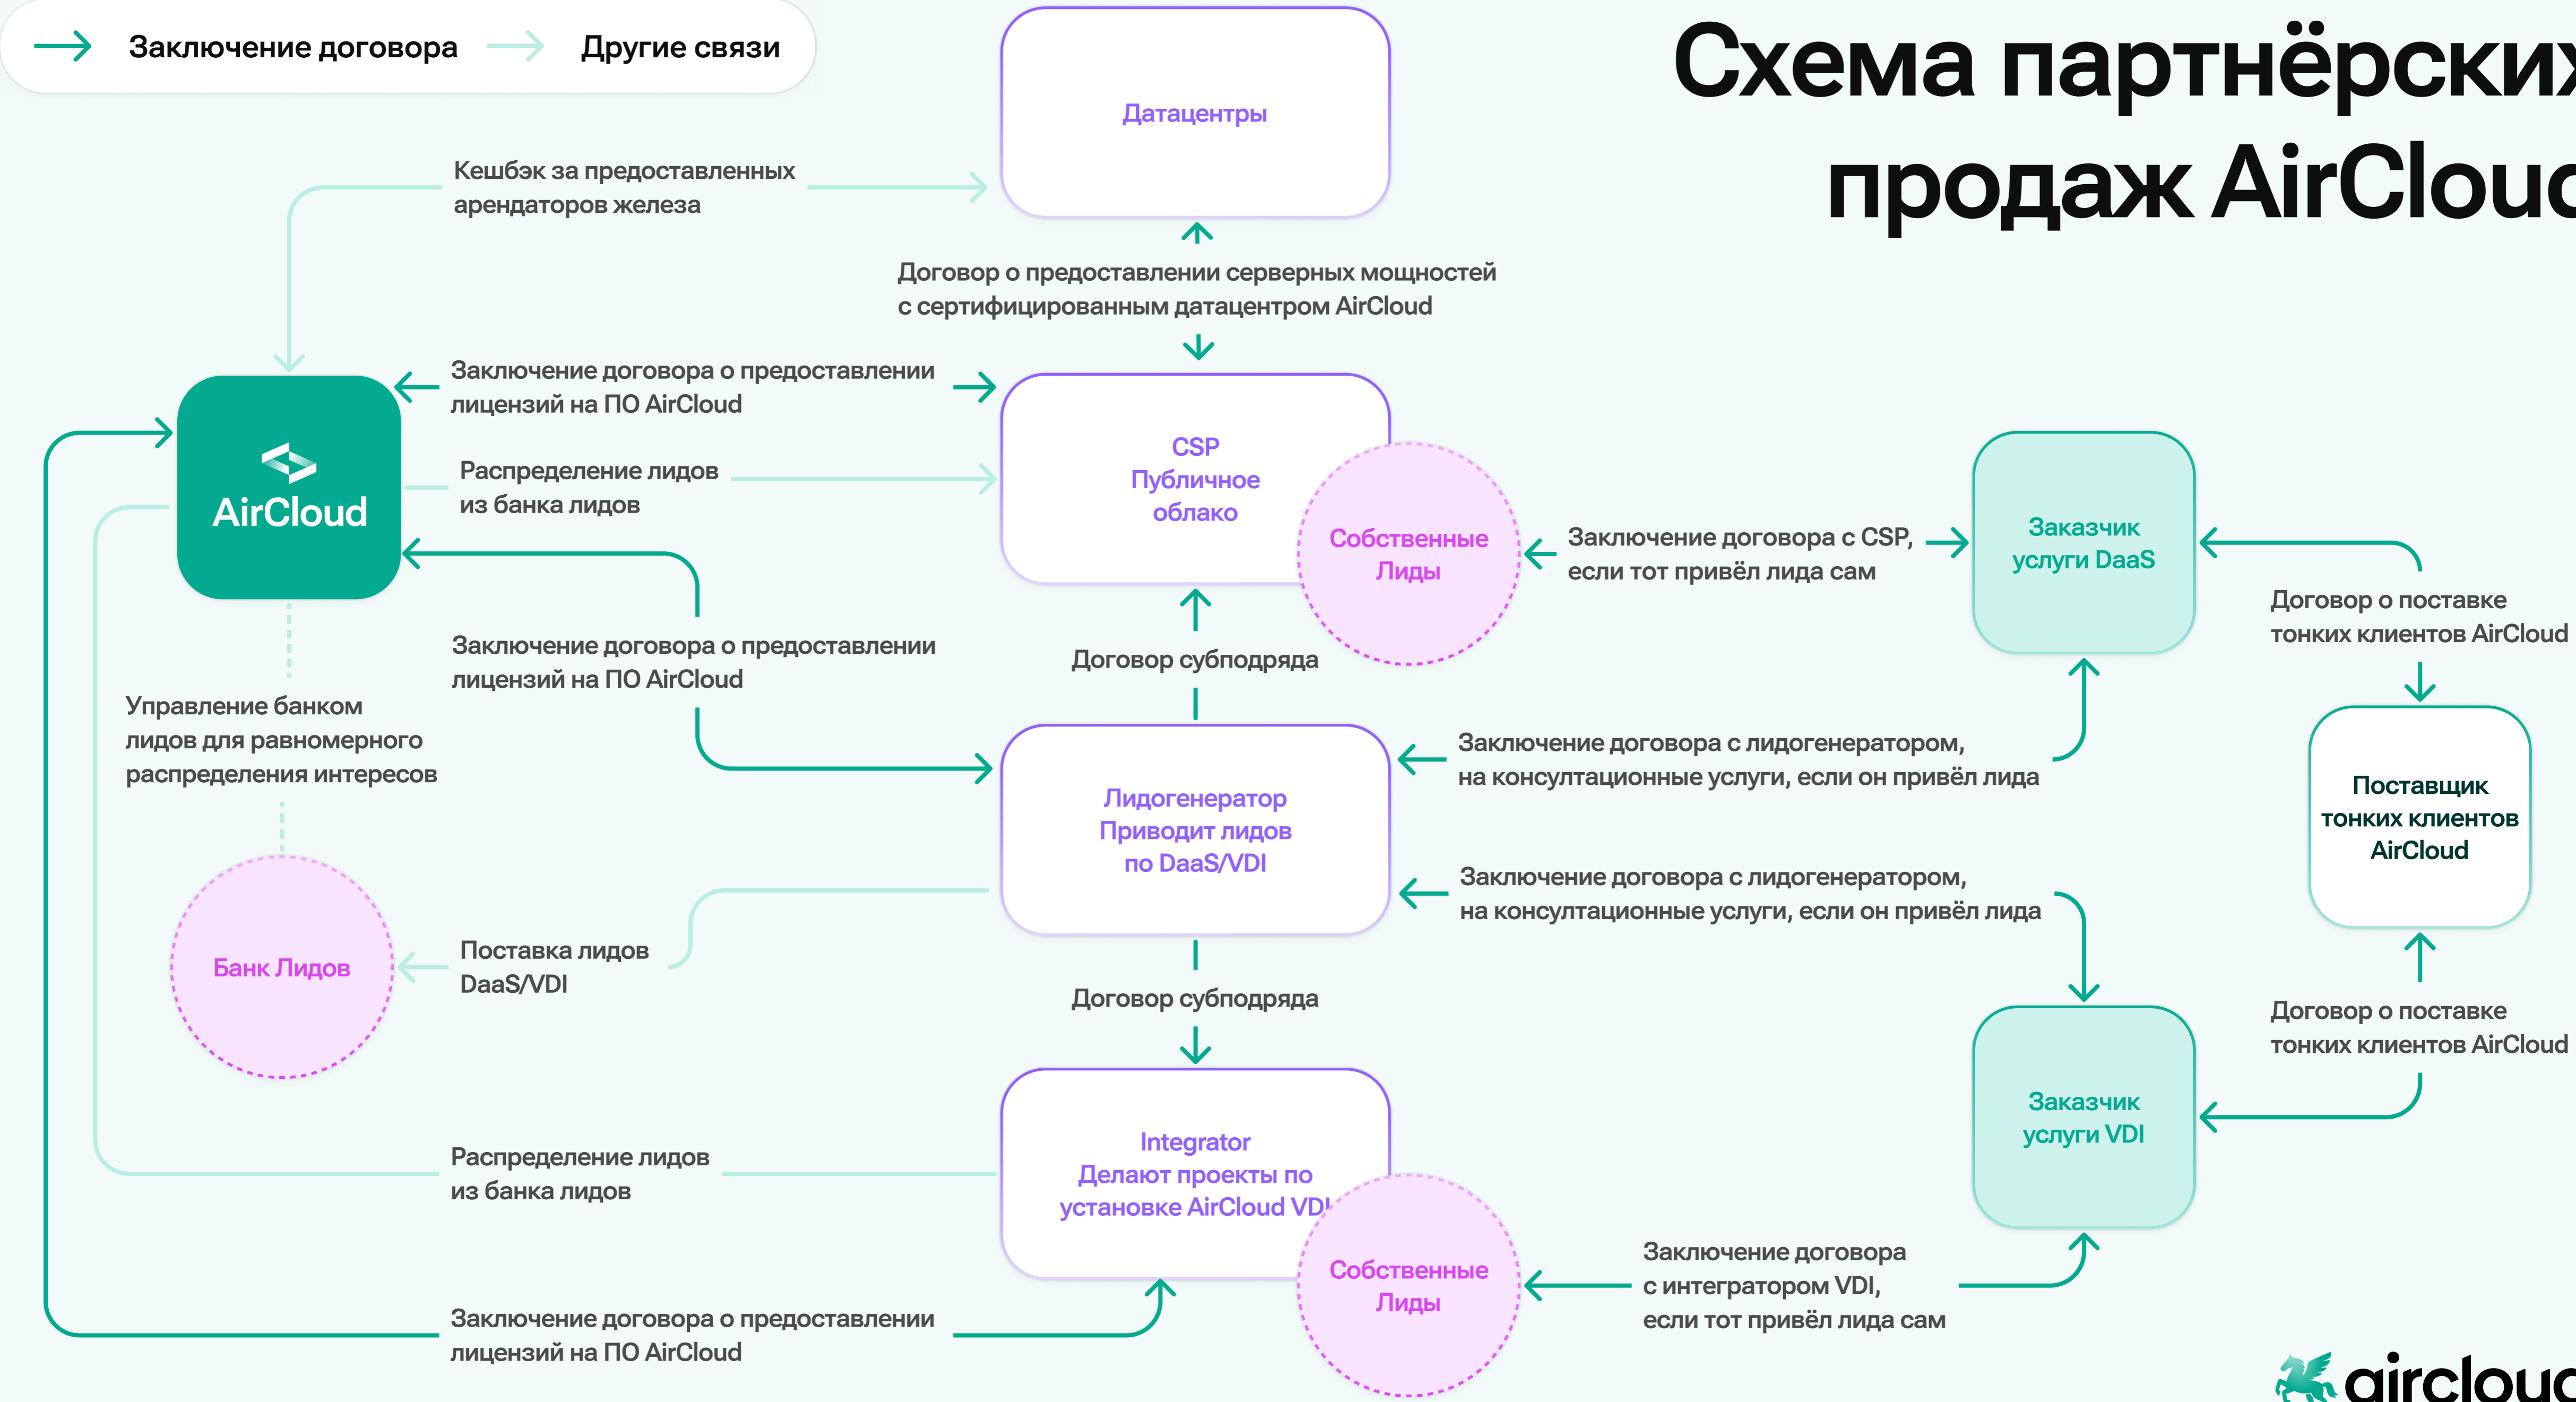 Заключение договора
Другие связи
Схема партнёрских
продаж AirCloud
Датацентры
Кешбэк за предоставленных
арендаторов железа
Договор о предоставлении серверных мощностей
с сертифицированным датацентром AirCloud
Заключение договора о предоставлении
лицензий на ПО AirCloud
AirCloud
Распределение лидов
из банка лидов
CSP
Публичное
облако
Собственные
Лиды
Заключение договора с CSP,
если тот привёл лида сам
Заказчик
услуги DaaS
Договор о поставке
тонких клиентов AirCloud
Заключение договора о предоставлении
лицензий на ПО AirCloud
Договор субподряда
Управление банком
лидов для равномерного
распределения интересов
Заключение договора с лидогенератором,
на консултационные услуги, если он привёл лида
Лидогенератор
Приводит лидов
по DaaS/VDI
Поставщик
тонких клиентов
AirCloud
Заключение договора с лидогенератором,
на консултационные услуги, если он привёл лида
Банк Лидов
Поставка лидов
DaaS/VDI
Договор субподряда
Договор о поставке
тонких клиентов AirCloud
Заказчик
услуги VDI
Integrator
Делают проекты по
установке AirCloud VDI
Распределение лидов
из банка лидов
Собственные
Лиды
Заключение договора
с интегратором VDI,
если тот привёл лида сам
Заключение договора о предоставлении
лицензий на ПО AirCloud
aircloud